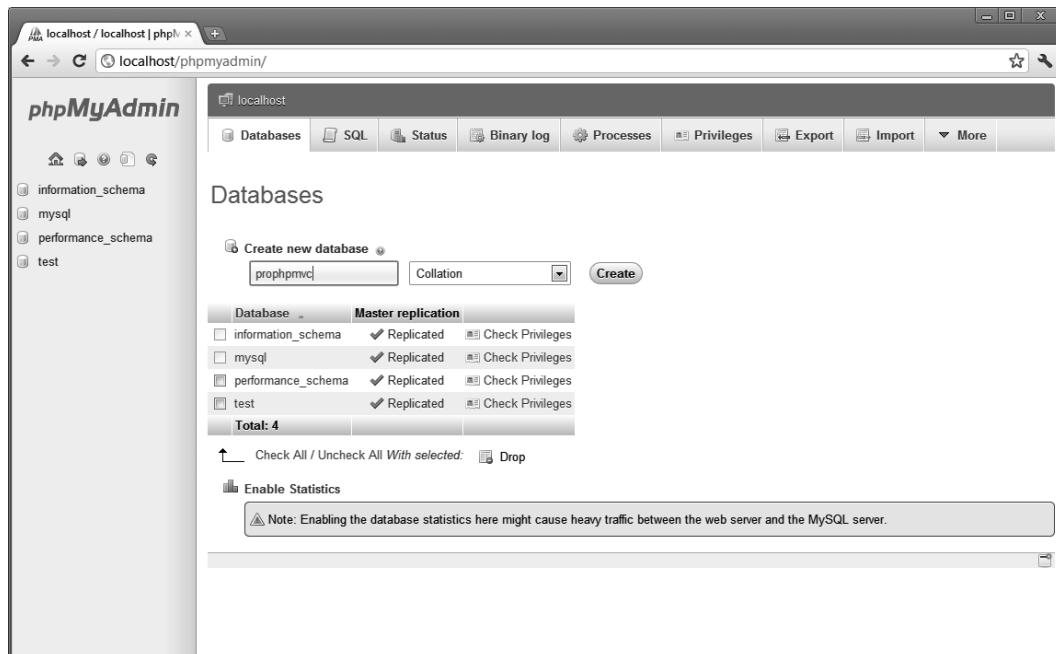 localhost / localhost | phpM
localhost/phpmyadmin/
phpMyAdmin
information_schema
mysql
performance_schema
test
localhost
Databases SQL Status Binary log Processes Privileges Export Import More
Databases
Create new database
prophpmvc Collation Create
Database Master replication
information_schema Replicated Check Privileges
mysql Replicated Check Privileges
performance_schema Replicated Check Privileges
test Replicated Check Privileges
Total: 4
Check All / Uncheck All With selected: Drop
Enable Statistics
Note: Enabling the database statistics here might cause heavy traffic between the web server and the MySQL server.